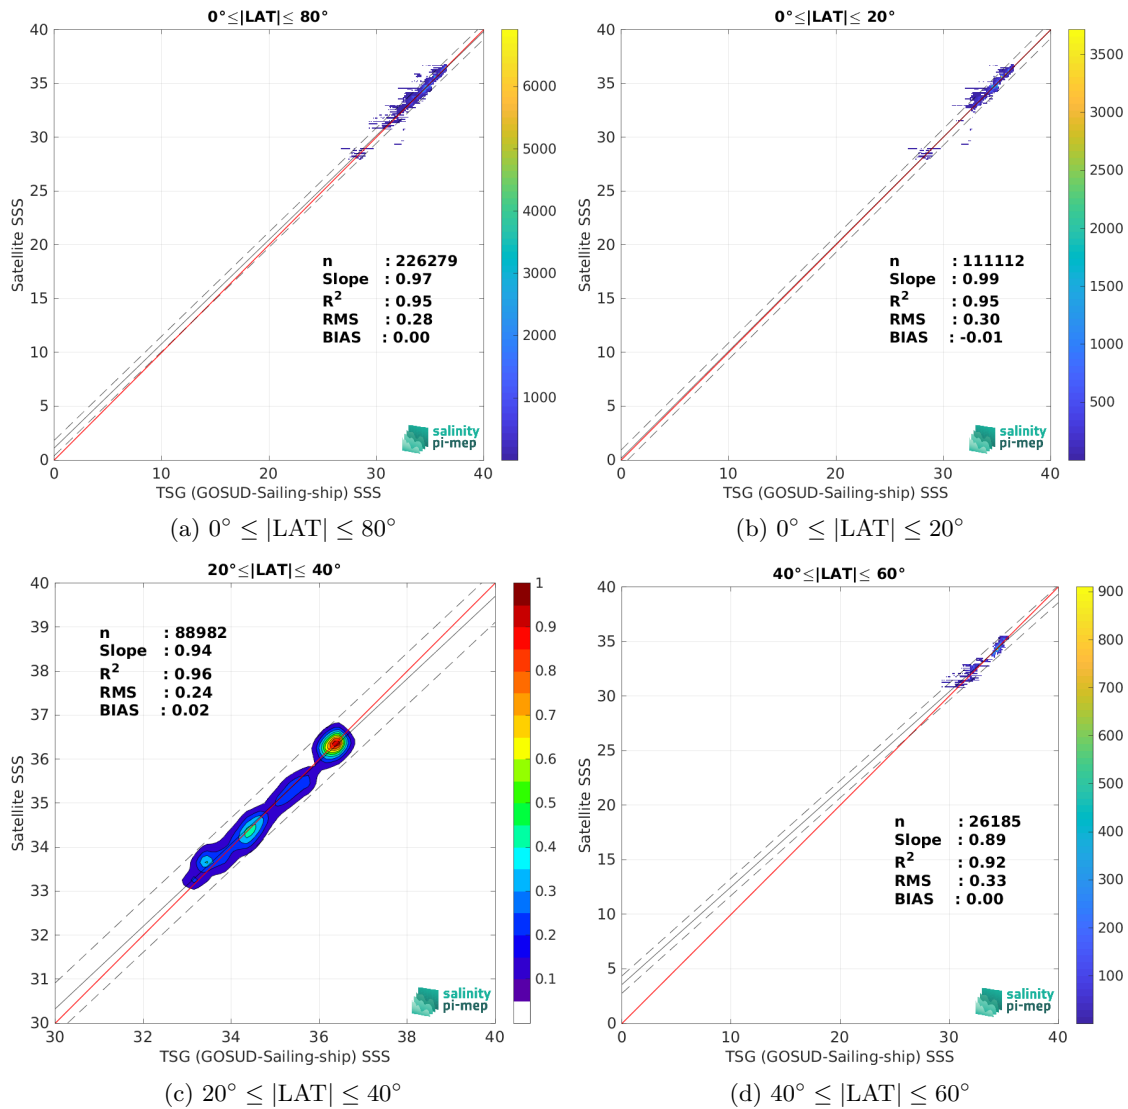 0°≤|LAT|≤ 80°
40
35
30
25
20
15
10
5
0
Satellite SSS
0
10
20
30
40
TSG (GOSUD-Sailing-ship) SSS
n : 226279
Slope : 0.97
R² : 0.95
RMS : 0.28
BIAS : 0.00
salinity
pi-mep
6000
5000
4000
3000
2000
1000
(a) 0° ≤ |LAT| ≤ 80°
0°≤|LAT|≤ 20°
40
35
30
25
20
15
10
5
0
Satellite SSS
0
10
20
30
40
TSG (GOSUD-Sailing-ship) SSS
n : 111112
Slope : 0.99
R² : 0.95
RMS : 0.30
BIAS : -0.01
salinity
pi-mep
3500
3000
2500
2000
1500
1000
500
(b) 0° ≤ |LAT| ≤ 20°
20°≤|LAT|≤ 40°
40
39
38
37
36
35
34
33
32
31
30
Satellite SSS
30
32
34
36
38
40
TSG (GOSUD-Sailing-ship) SSS
n : 88982
Slope : 0.94
R² : 0.96
RMS : 0.24
BIAS : 0.02
salinity
pi-mep
1
0.9
0.8
0.7
0.6
0.5
0.4
0.3
0.2
0.1
(c) 20° ≤ |LAT| ≤ 40°
40°≤|LAT|≤ 60°
40
35
30
25
20
15
10
5
0
Satellite SSS
0
10
20
30
40
TSG (GOSUD-Sailing-ship) SSS
n : 26185
Slope : 0.89
R² : 0.92
RMS : 0.33
BIAS : 0.00
salinity
pi-mep
900
800
700
600
500
400
300
200
100
(d) 40° ≤ |LAT| ≤ 60°